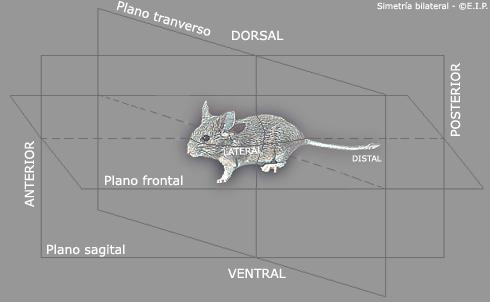 Simetría bilateral - ©E.I.P.
Plano tranverso
DORSAL
POSTERIOR
LATERAL
DISTAL
ANTERIOR
Plano frontal
Plano sagital
VENTRAL